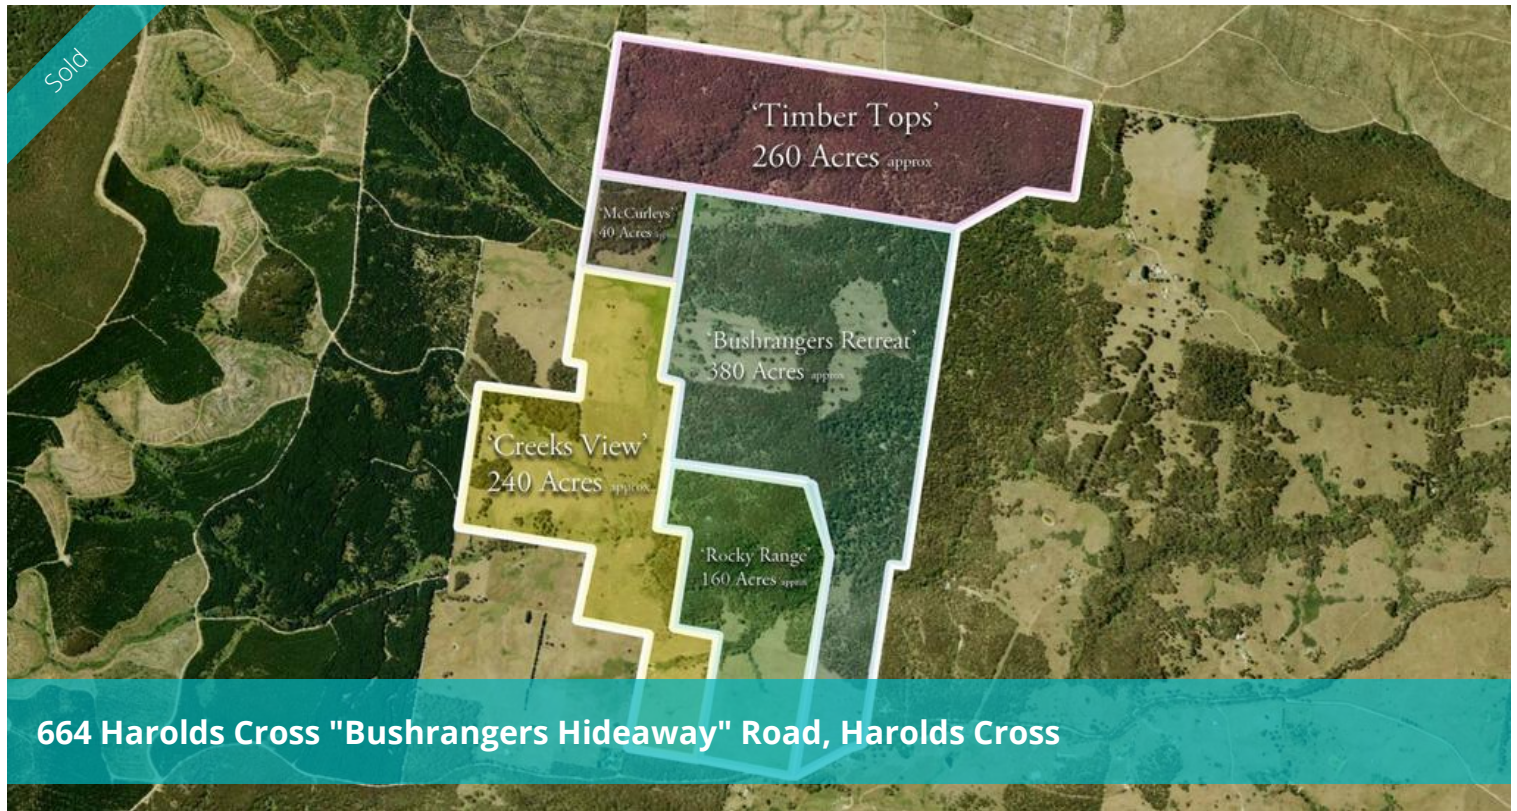 Sold
'Timber Tops'
260 Acres approx
'McCurleys'
40 Acres
'Bushrangers Retreat'
380 Acres approx
'Creeks View'
240 Acres approx
'Rocky Range'
160 Acres approx
664 Harolds Cross "Bushrangers Hideaway" Road, Harolds Cross